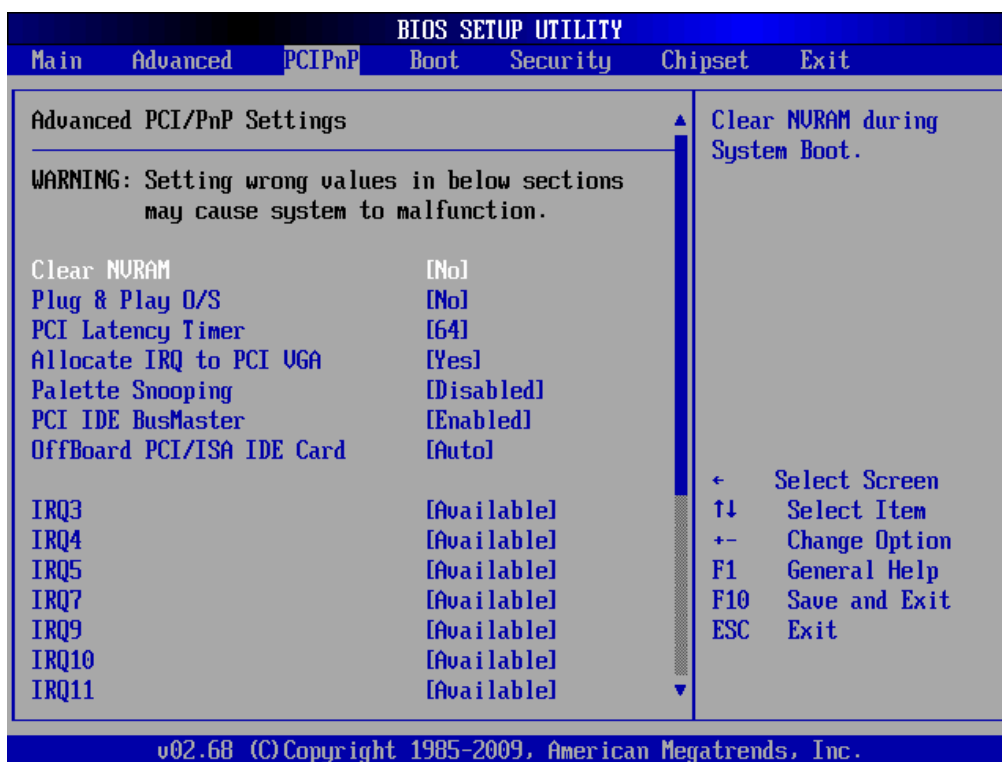 BIOS SETUP UTILITY
Main Advanced PCIPnP Boot Security Chipset Exit
Advanced PCI/PnP Settings
WARNING: Setting wrong values in below sections
may cause system to malfunction.
Clear NVRAM [No]
Plug & Play O/S [No]
PCI Latency Timer [64]
Allocate IRQ to PCI VGA [Yes]
Palette Snooping [Disabled]
PCI IDE BusMaster [Enabled]
OffBoard PCI/ISA IDE Card [Auto]
IRQ3 [Available]
IRQ4 [Available]
IRQ5 [Available]
IRQ7 [Available]
IRQ9 [Available]
IRQ10 [Available]
IRQ11 [Available]
Clear NVRAM during
System Boot.
← Select Screen
↑↓ Select Item
+- Change Option
F1 General Help
F10 Save and Exit
ESC Exit
v02.68 (C)Copyright 1985-2009, American Megatrends, Inc.